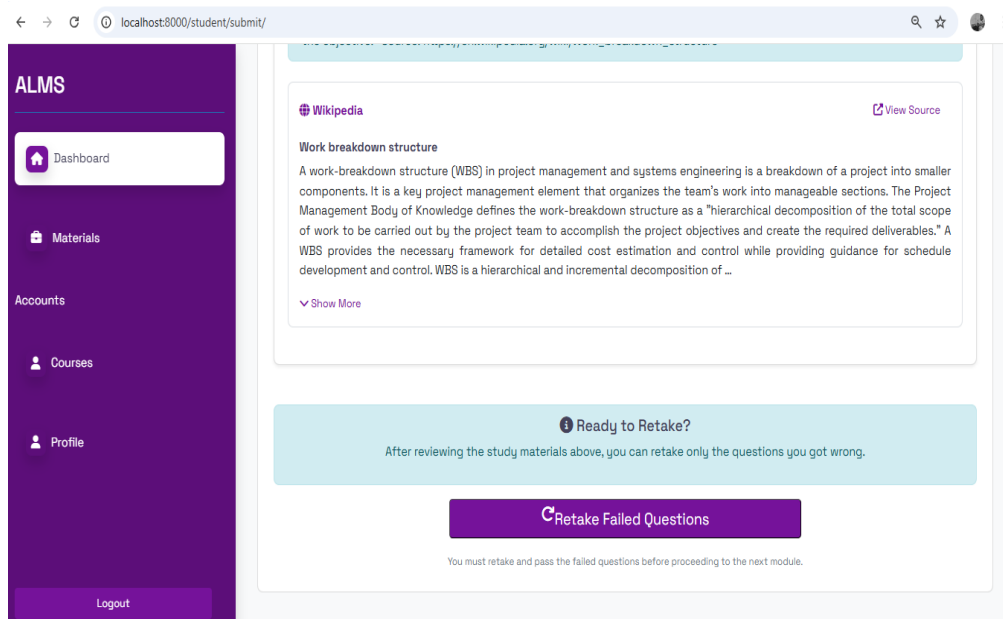 localhost:8000/student/submit/
ALMS
Dashboard
Materials
Accounts
Courses
Profile
Logout
Wikipedia
View Source
Work breakdown structure
A work-breakdown structure (WBS) in project management and systems engineering is a breakdown of a project into smaller
components. It is a key project management element that organizes the team's work into manageable sections. The Project
Management Body of Knowledge defines the work-breakdown structure as a "hierarchical decomposition of the total scope
of work to be carried out by the project team to accomplish the project objectives and create the required deliverables." A
WBS provides the necessary framework for detailed cost estimation and control while providing guidance for schedule
development and control. WBS is a hierarchical and incremental decomposition of ...
Show More
Ready to Retake?
After reviewing the study materials above, you can retake only the questions you got wrong.
Retake Failed Questions
You must retake and pass the failed questions before proceeding to the next module.